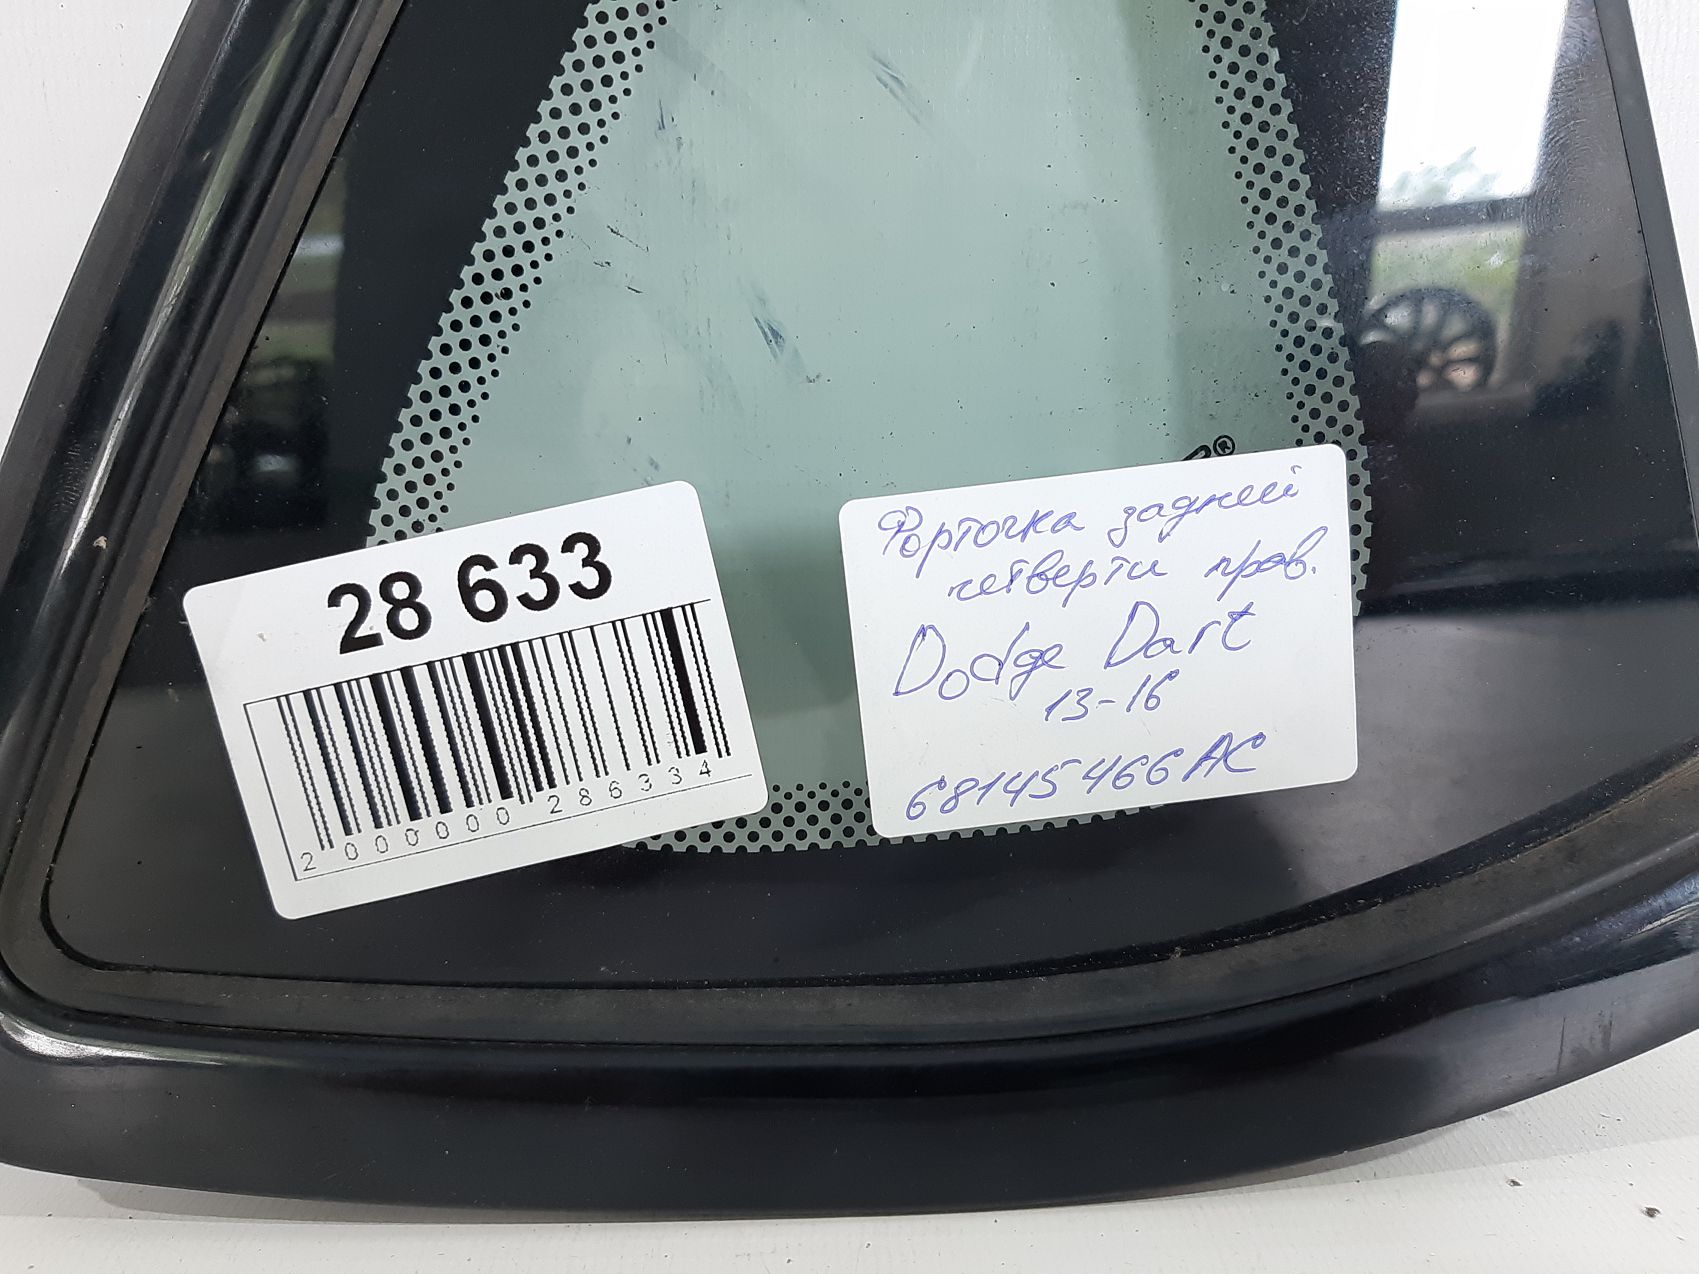 28 633
2 000000 286334
Форточка задней
четверти прав.
Dodge Dart
13-16
68145466AC
®